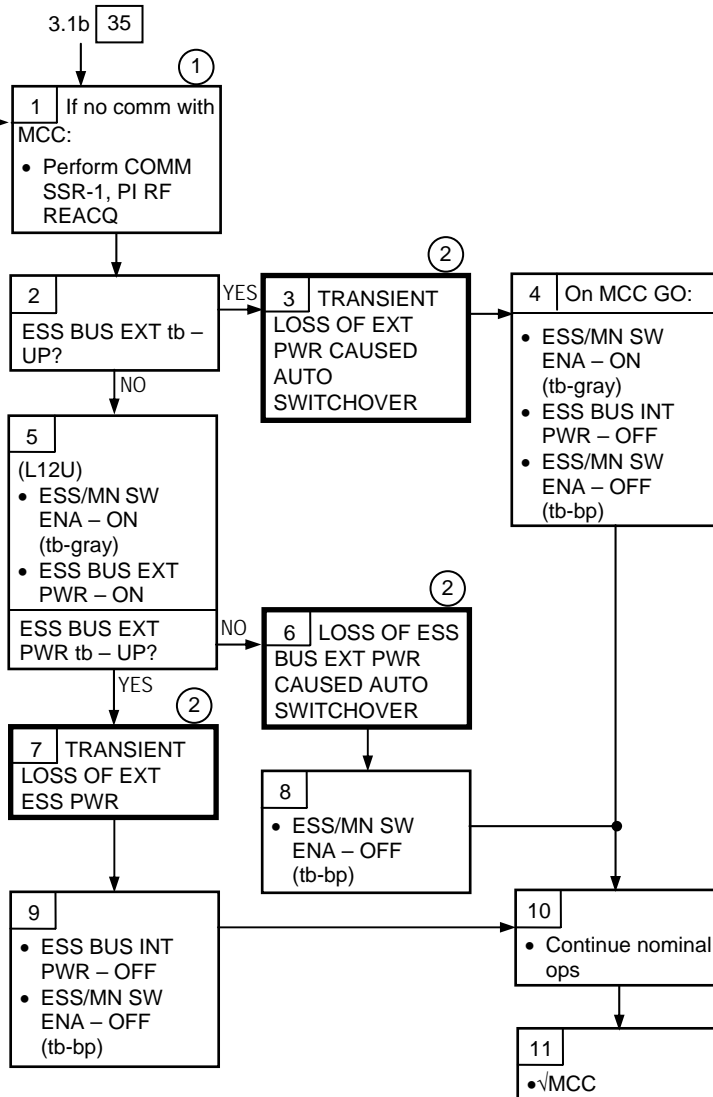 3.1b 35
1
1 If no comm with
MCC:
• Perform COMM
SSR-1, PI RF
REACQ
2
ESS BUS EXT tb –
UP?
YES
NO
2
3 TRANSIENT
LOSS OF EXT
PWR CAUSED
AUTO
SWITCHOVER
4 On MCC GO:
• ESS/MN SW
ENA – ON
(tb-gray)
• ESS BUS INT
PWR – OFF
• ESS/MN SW
ENA – OFF
(tb-bp)
5
(L12U)
• ESS/MN SW
ENA – ON
(tb-gray)
• ESS BUS EXT
PWR – ON
ESS BUS EXT
PWR tb – UP?
NO
YES
2
6 LOSS OF ESS
BUS EXT PWR
CAUSED AUTO
SWITCHOVER
2
7 TRANSIENT
LOSS OF EXT
ESS PWR
8
• ESS/MN SW
ENA – OFF
(tb-bp)
9
• ESS BUS INT
PWR – OFF
• ESS/MN SW
ENA – OFF
(tb-bp)
10
• Continue nominal
ops
11
•√MCC